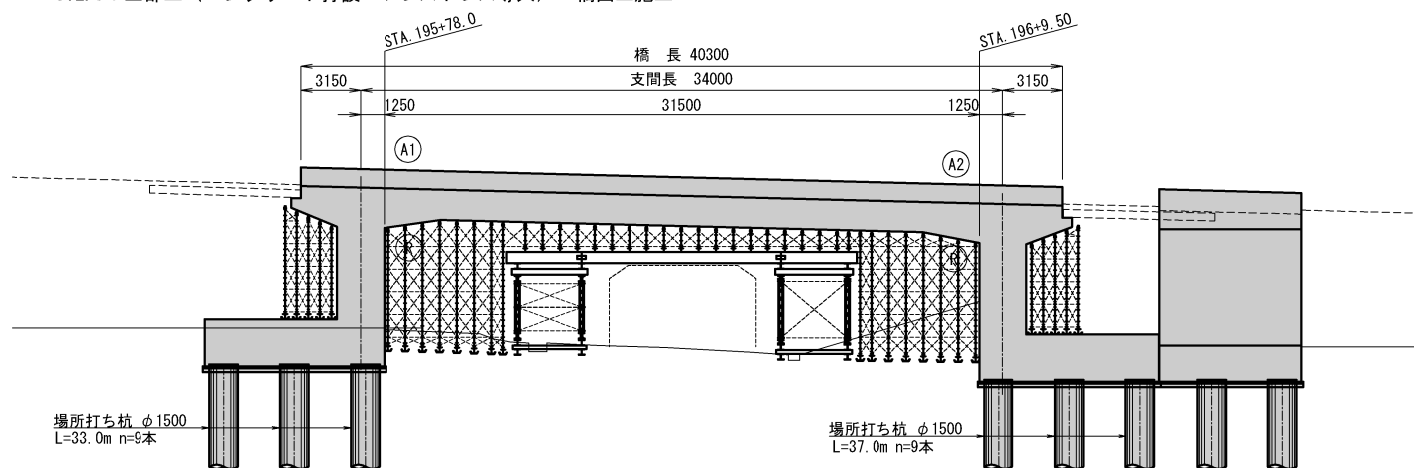 STA.195+78.0
STA.196+9.50
橋 長 40300
3150
支間長 34000
3150
1250
31500
1250
A1
A2
R
R
場所打ち杭 φ1500
L=33.0m n=9本
場所打ち杭 φ1500
L=37.0m n=9本